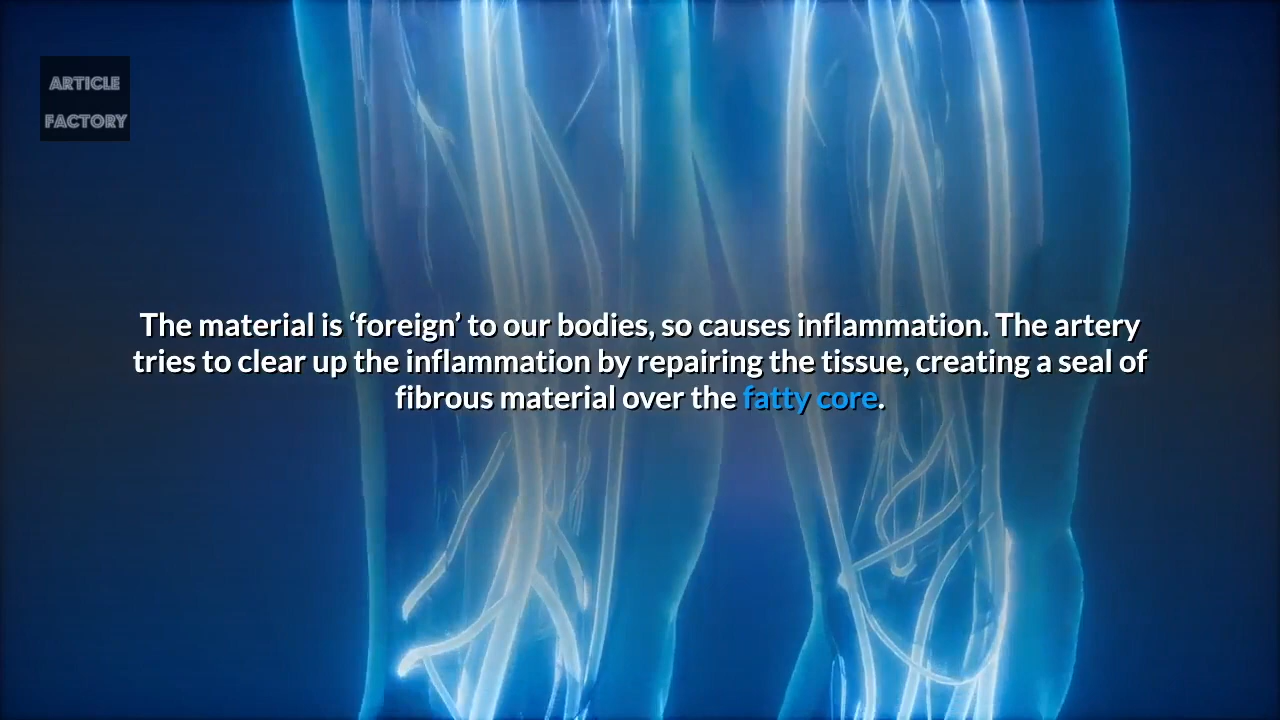 ARTICLE
FACTORY
The material is ‘foreign’ to our bodies, so causes inflammation. The artery
tries to clear up the inflammation by repairing the tissue, creating a seal of
fibrous material over the fatty core.